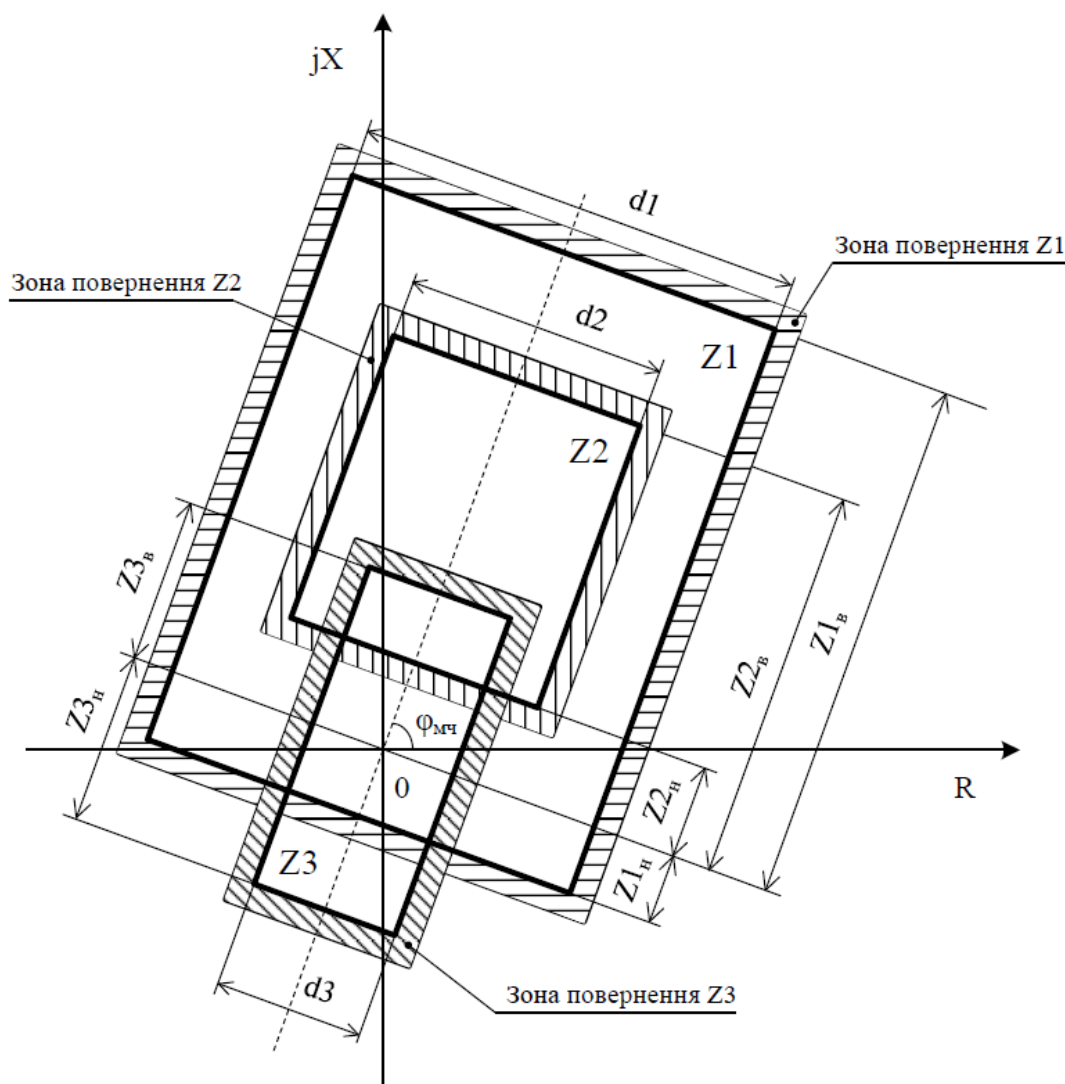 jX
d1
Зона повернення Z1
Зона повернення Z2
d2
Z1
Z2
Z3в
Z1в
Z2в
Z3н
φмч
0
R
Z2н
Z1н
Z3
d3
Зона повернення Z3